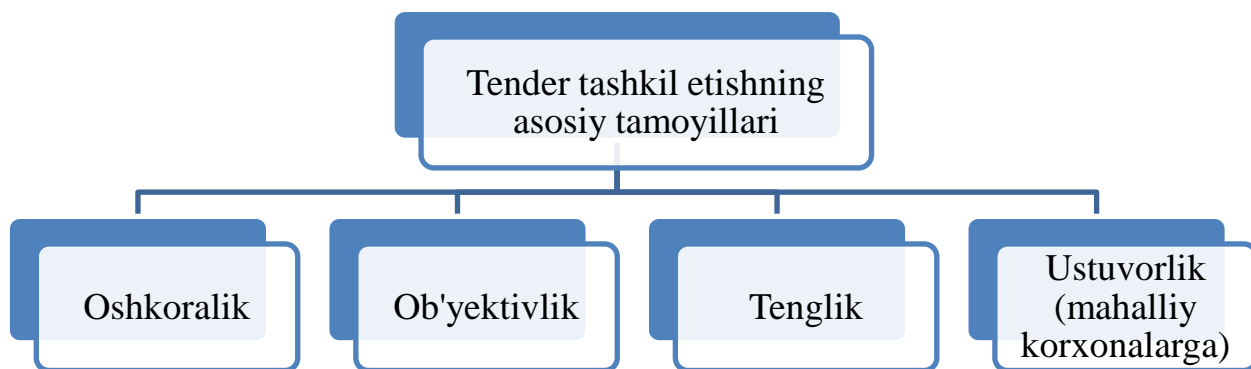 Tender tashkil etishning
asosiy tamoyillari
Oshkoralik
Ob'yektivlik
Tenglik
Ustuvorlik
(mahalliy
korxonalarga)